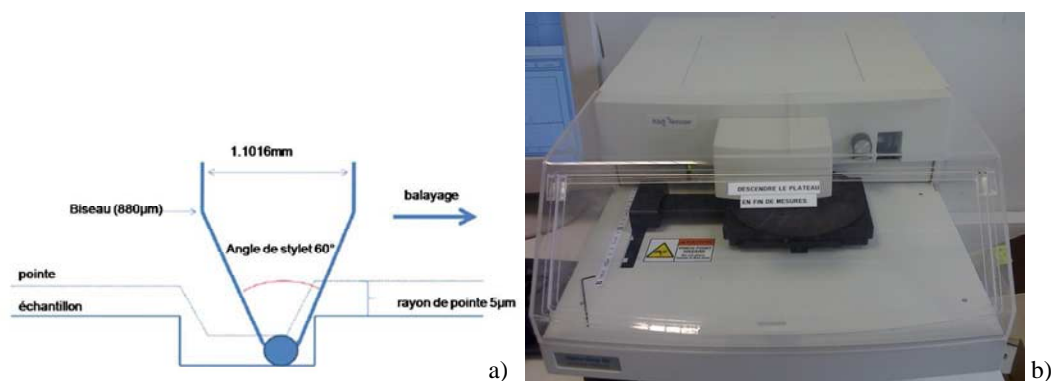 1.1016mm
balayage
Biseau (880µm)
Angle de stylet 60°
pointe
échantillon
rayon de pointe 5µm
a)
DESCENDRE LE PLATEAU
EN FIN DE MESURES
b)